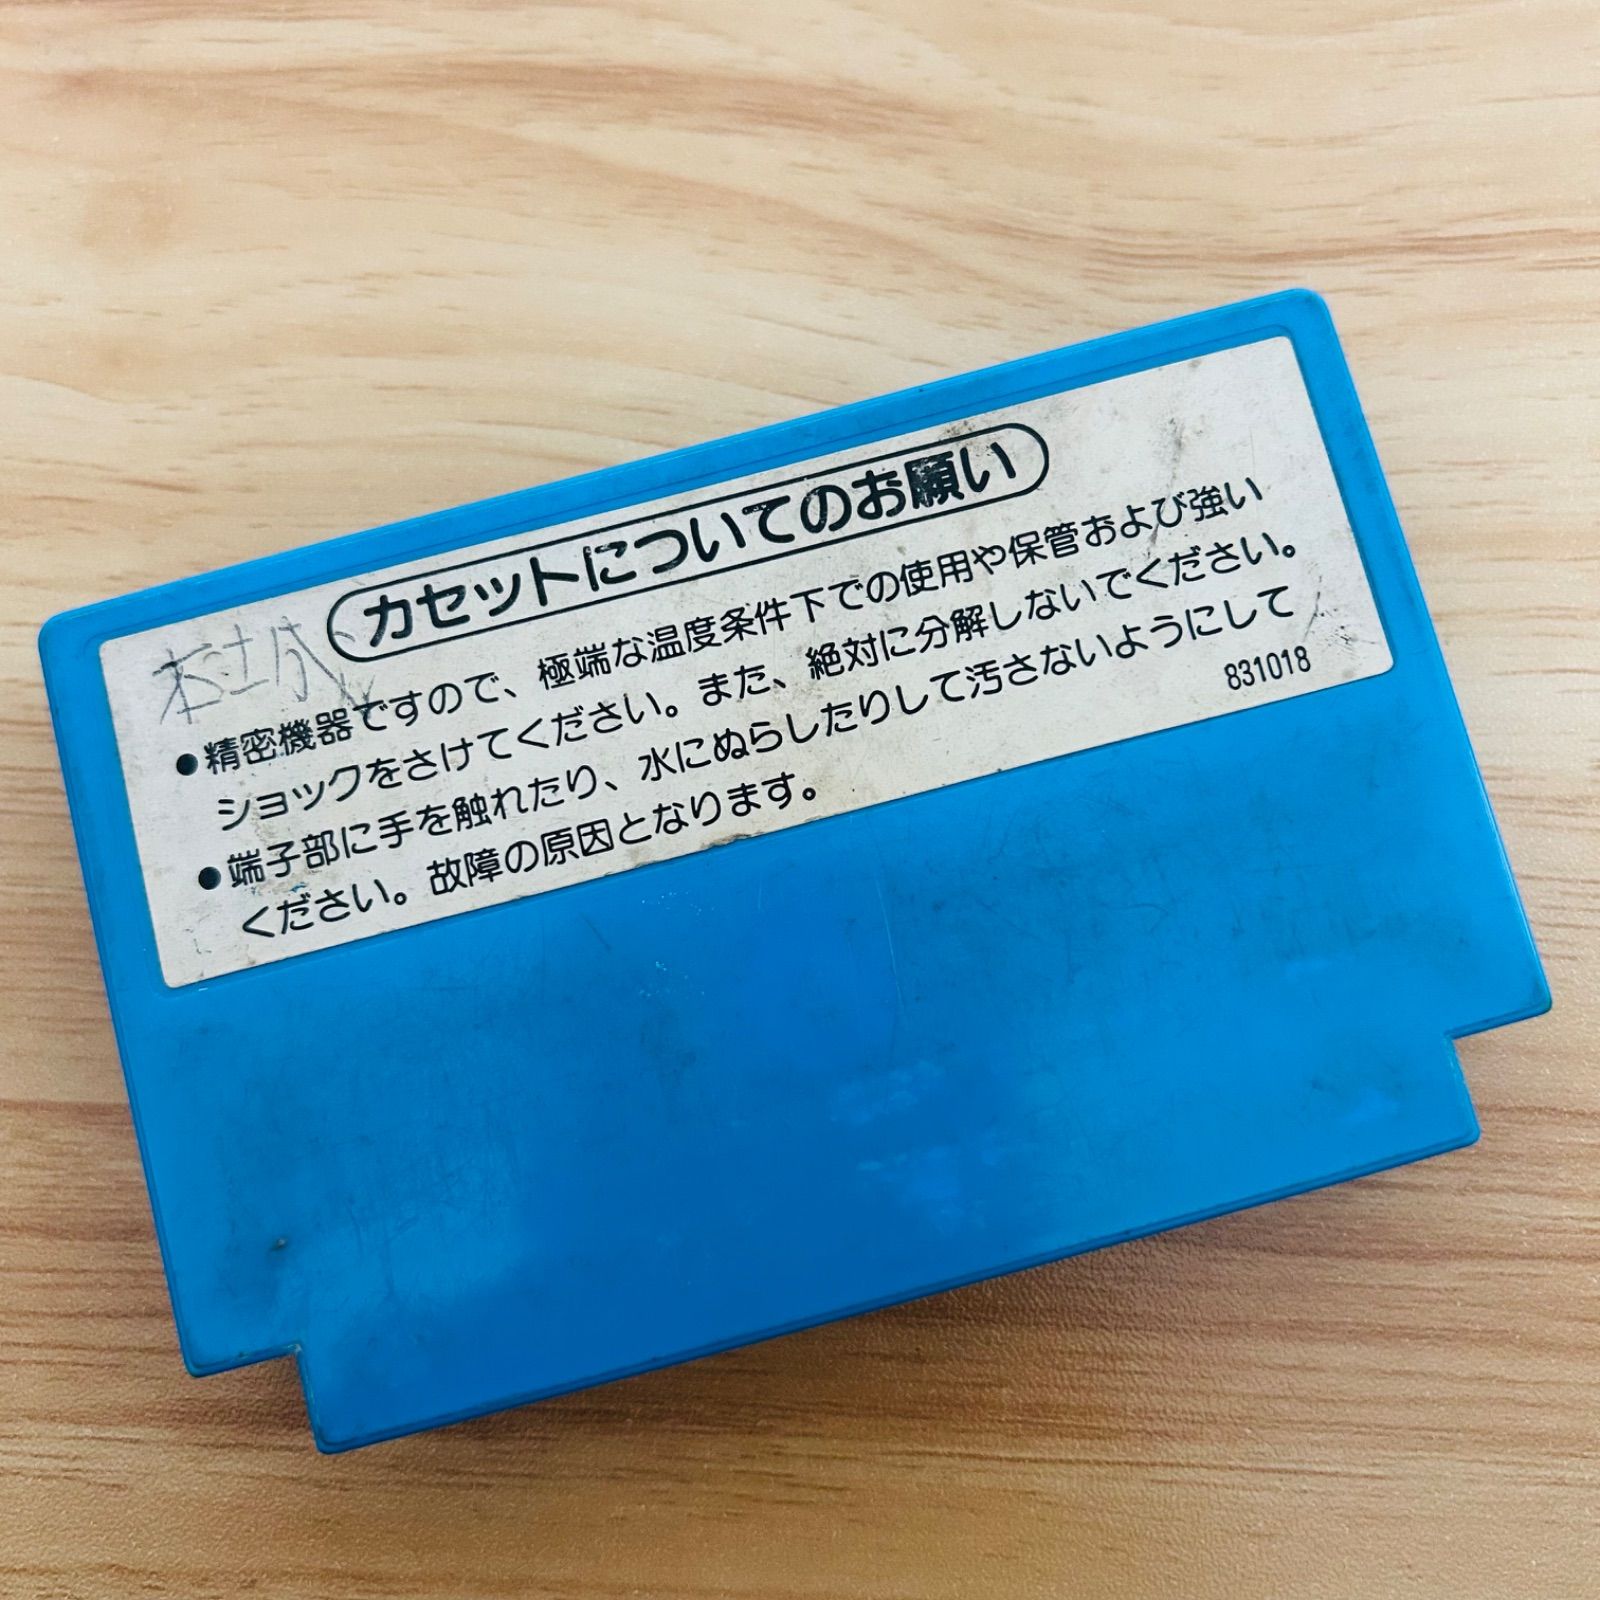 カセットについてのお願い
●精密機器ですので、極端な温度条件下での使用や保管および強い
ショックをさけてください。また、絶対に分解しないでください。
●端子部に手を触れたり、水にぬらしたりして汚さないようにして
ください。故障の原因となります。
831018